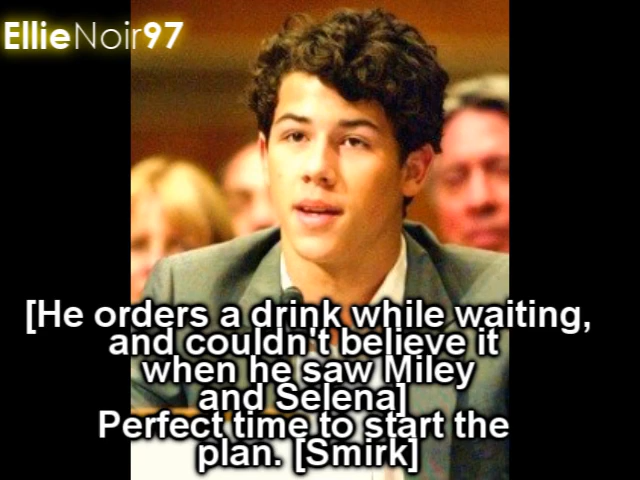 EllieNoir97
[He orders a drink while waiting,
and couldn't believe it
when he saw Miley
and Selena]
Perfect time to start the
plan. [Smirk]